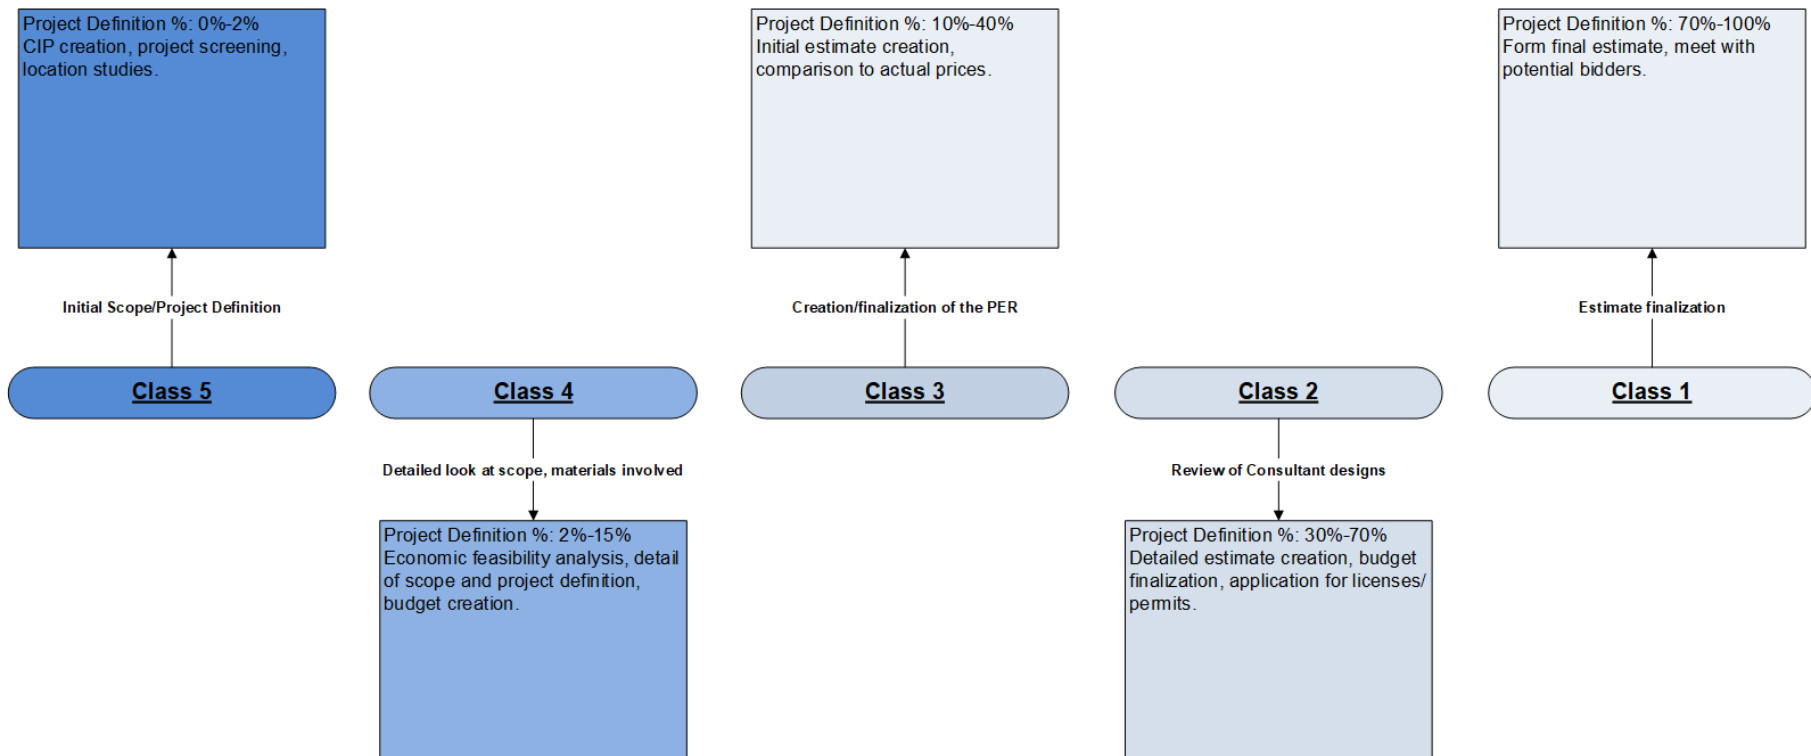 Project Definition %: 0%-2%
CIP creation, project screening,
location studies.
Project Definition %: 10%-40%
Initial estimate creation,
comparison to actual prices.
Project Definition %: 70%-100%
Form final estimate, meet with
potential bidders.
Initial Scope/Project Definition
Creation/finalization of the PER
Estimate finalization
Class 5
Class 4
Class 3
Class 2
Class 1
Detailed look at scope, materials involved
Review of Consultant designs
Project Definition %: 2%-15%
Economic feasibility analysis, detail
of scope and project definition,
budget creation.
Project Definition %: 30%-70%
Detailed estimate creation, budget
finalization, application for licenses/
permits.